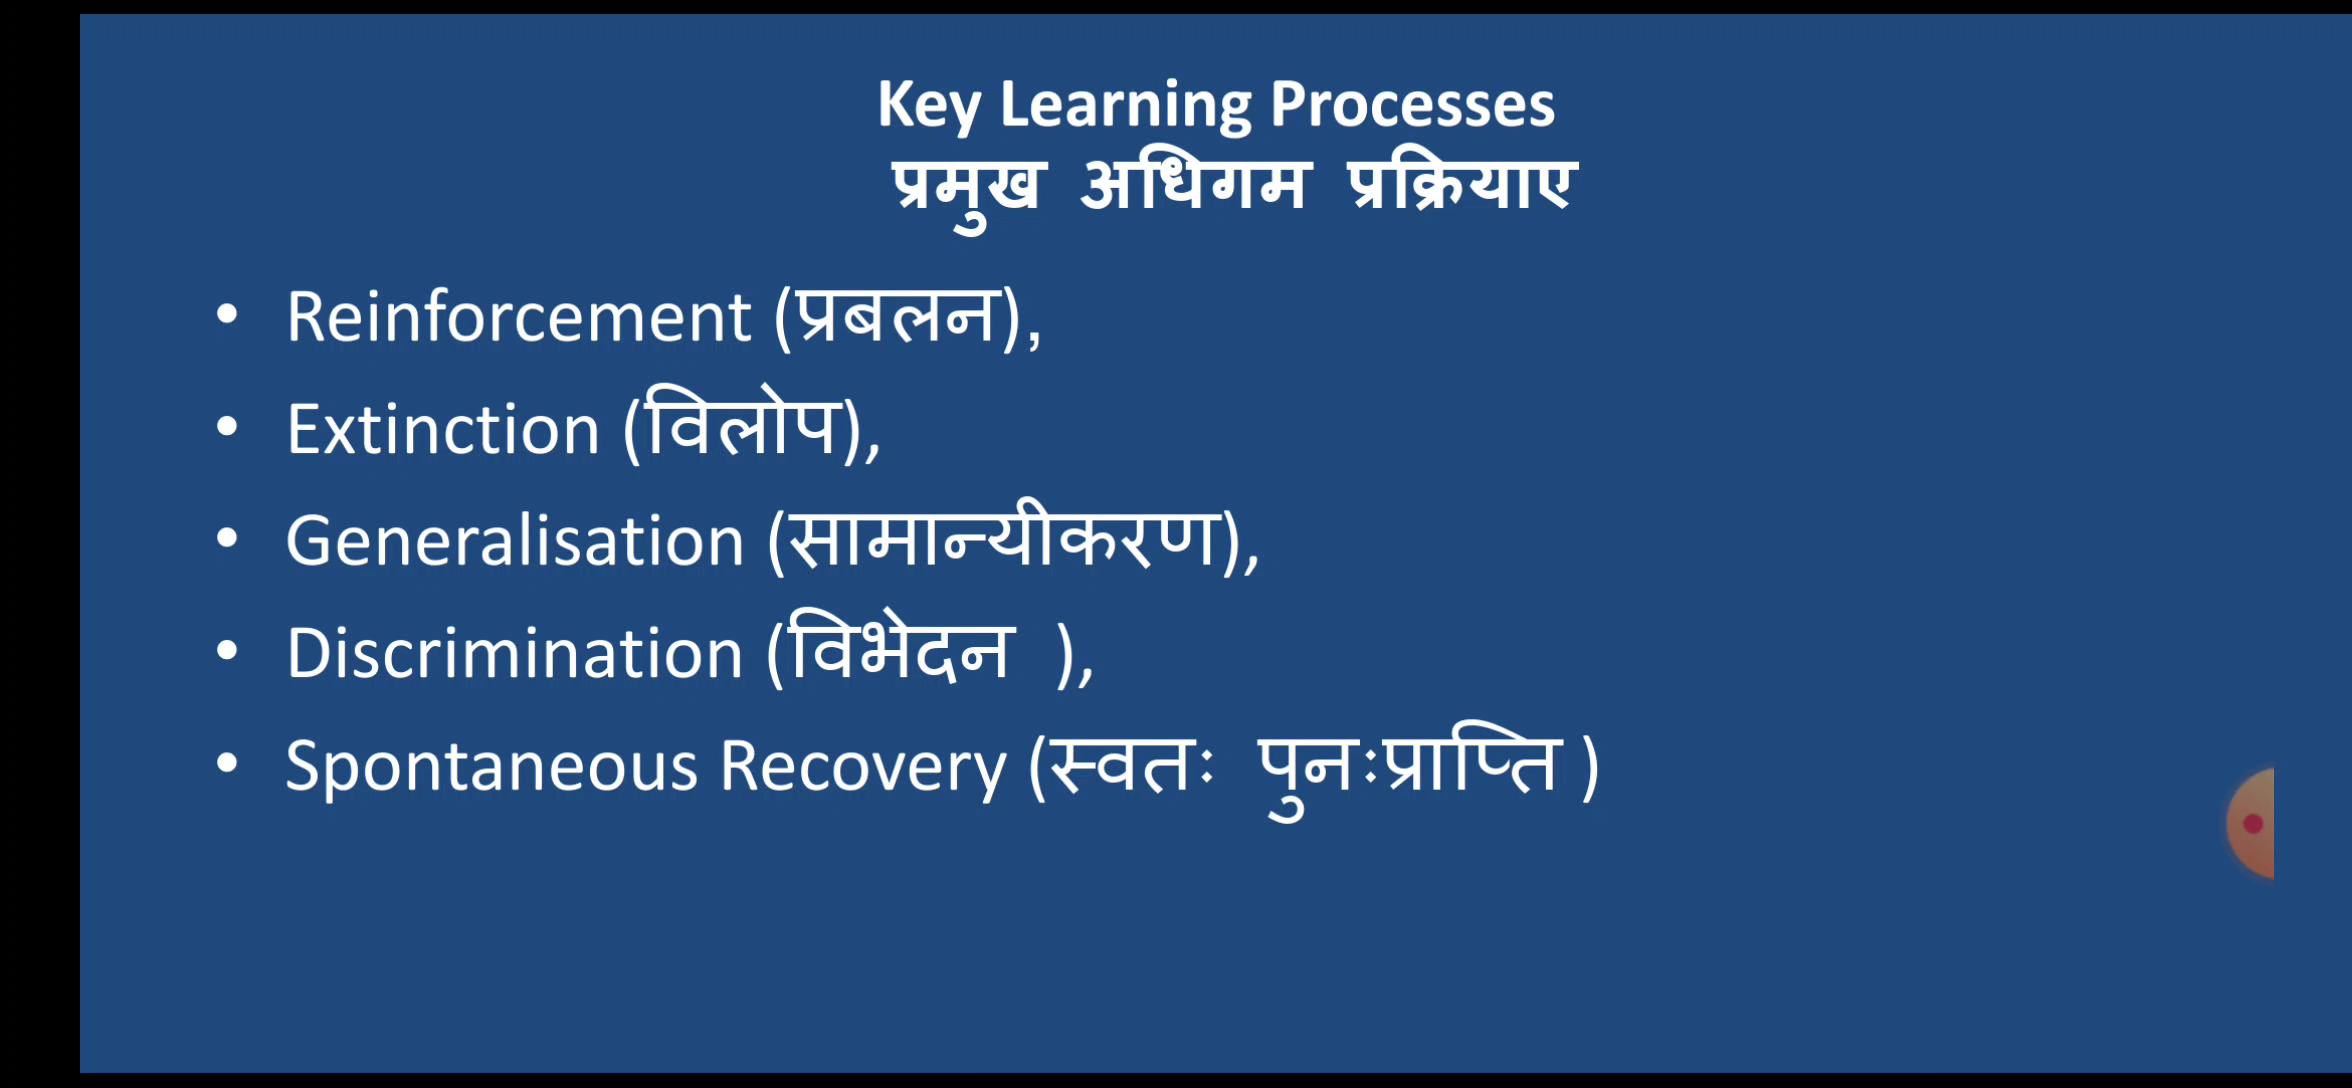 Key Learning Processes
प्रमुख अधिगम प्रक्रियाए
• Reinforcement (प्रबलन),
• Extinction (विलोप),
• Generalisation (सामान्यीकरण),
• Discrimination (विभेदन ),
• Spontaneous Recovery (स्वतः पुनःप्राप्ति )